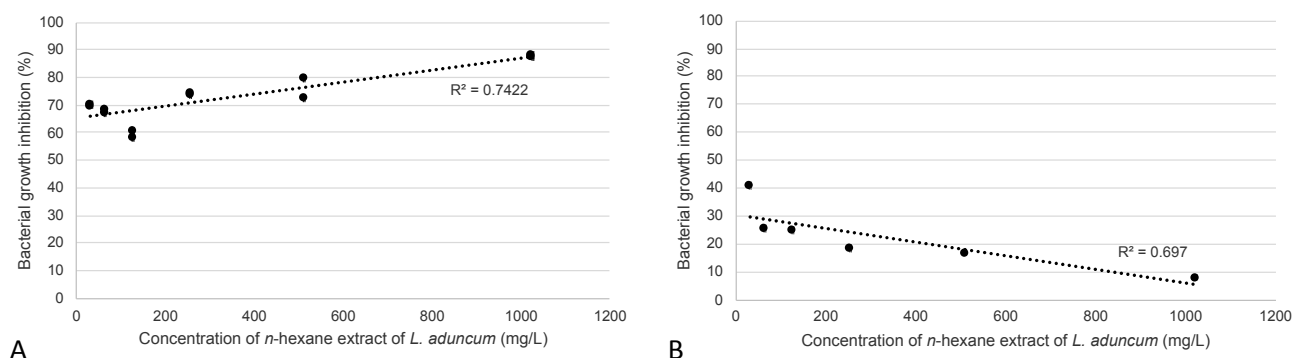 100
90
80
70
60
50
40
30
20
10
0
Bacterial growth inhibition (%)
R² = 0.7422
0 200 400 600 800 1000 1200
Concentration of n-hexane extract of L. aduncum (mg/L)
A
100
90
80
70
60
50
40
30
20
10
0
Bacterial growth inhibition (%)
R² = 0.697
0 200 400 600 800 1000 1200
Concentration of n-hexane extract of L. aduncum (mg/L)
B